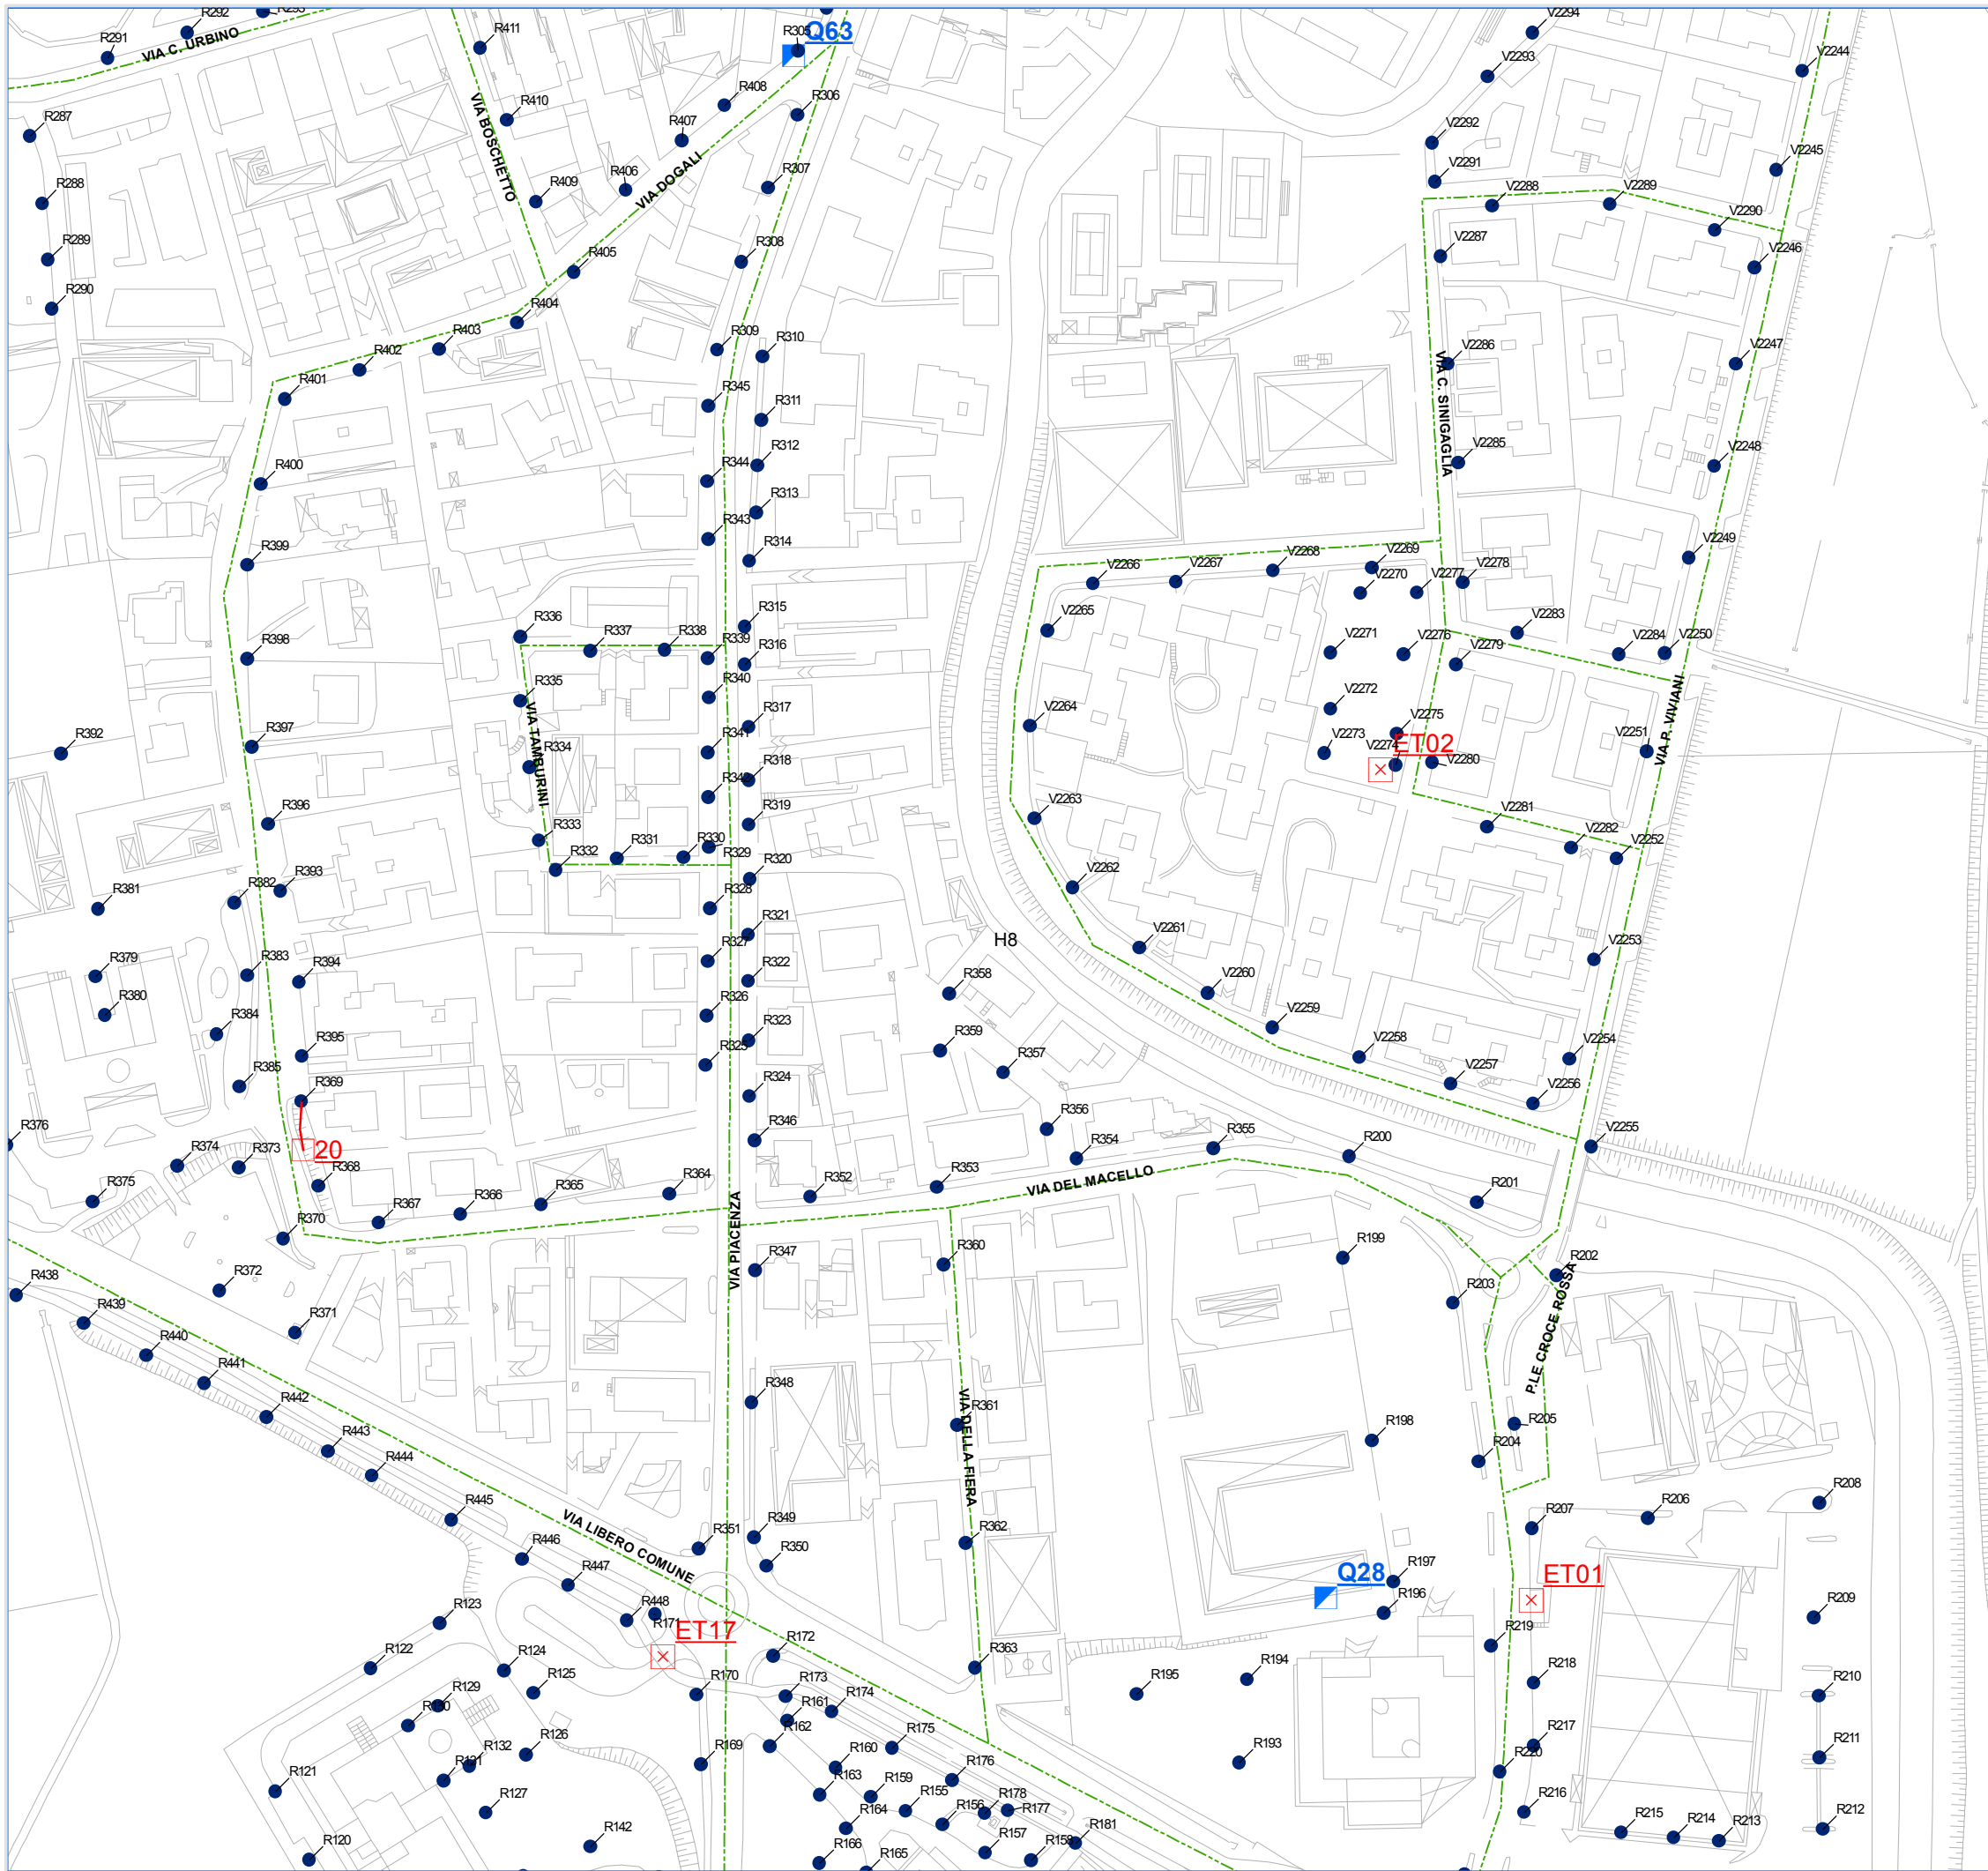 R292
R293
R291
VIA C. URBINO
R411
R305
Q63
V2294
V2244
V2293
R408
R306
R410
R407
R287
V2292
VIA BOSCHETTO
V2245
V2291
R406
R307
R409
VIA DOGALI
R288
V2288
V2289
V2290
R289
R308
V2287
V2246
R405
R290
R404
R403
R309
R310
R402
V2286
V2247
R401
R345
R311
VIA C. SINIGAGLIA
R312
V2285
V2248
R400
R344
R313
R343
R314
V2249
R399
V2266
V2267
V2268
V2269
V2270
V2277
V2278
R315
V2265
R336
R337
R338
R339
R316
V2271
V2276
V2283
V2284
V2250
V2279
R398
R335
R340
V2272
VIA P. VIVIANI
R317
V2264
VIA TAMBURINI
R392
R397
R334
R341
V2273
V2275
V2274
ET02
V2251
R318
V2280
R342
R396
R319
V2263
V2281
R333
R331
R330
V2282
V2252
R332
R329
R320
R393
R382
V2262
R381
R328
R321
R327
H8
V2261
V2253
R383
R394
R379
R322
R358
V2260
R380
R326
V2259
R384
R323
R359
R395
R325
R357
V2258
V2254
R385
V2257
R369
R324
V2256
R376
R346
R356
R374
R373
20
R354
R355
R200
V2255
R368
R364
VIA DEL MACELLO
R375
R367
R366
R365
R352
R353
R201
R370
VIA PIACENZA
R347
R360
R199
R202
R438
R372
R203
R439
P.LE CROCE ROSSA
R371
R440
R441
R348
R442
R361
VIA DELLA FIERA
R198
R205
R443
R204
R444
R206
R208
R445
VIA LIBERO COMUNE
R351
R349
R362
R207
R446
R350
R447
Q28
R197
ET01
R196
R448
R171
R209
R123
ET17
R219
R122
R172
R363
R124
R125
R170
R173
R195
R194
R218
R129
R174
R161
R210
R130
R162
R126
R175
R217
R132
R169
R160
R193
R211
R131
R176
R220
R121
R163
R159
R127
R155
R178
R177
R216
R164
R156
R212
R142
R181
R215
R214
R213
R120
R166
R157
R158
R165